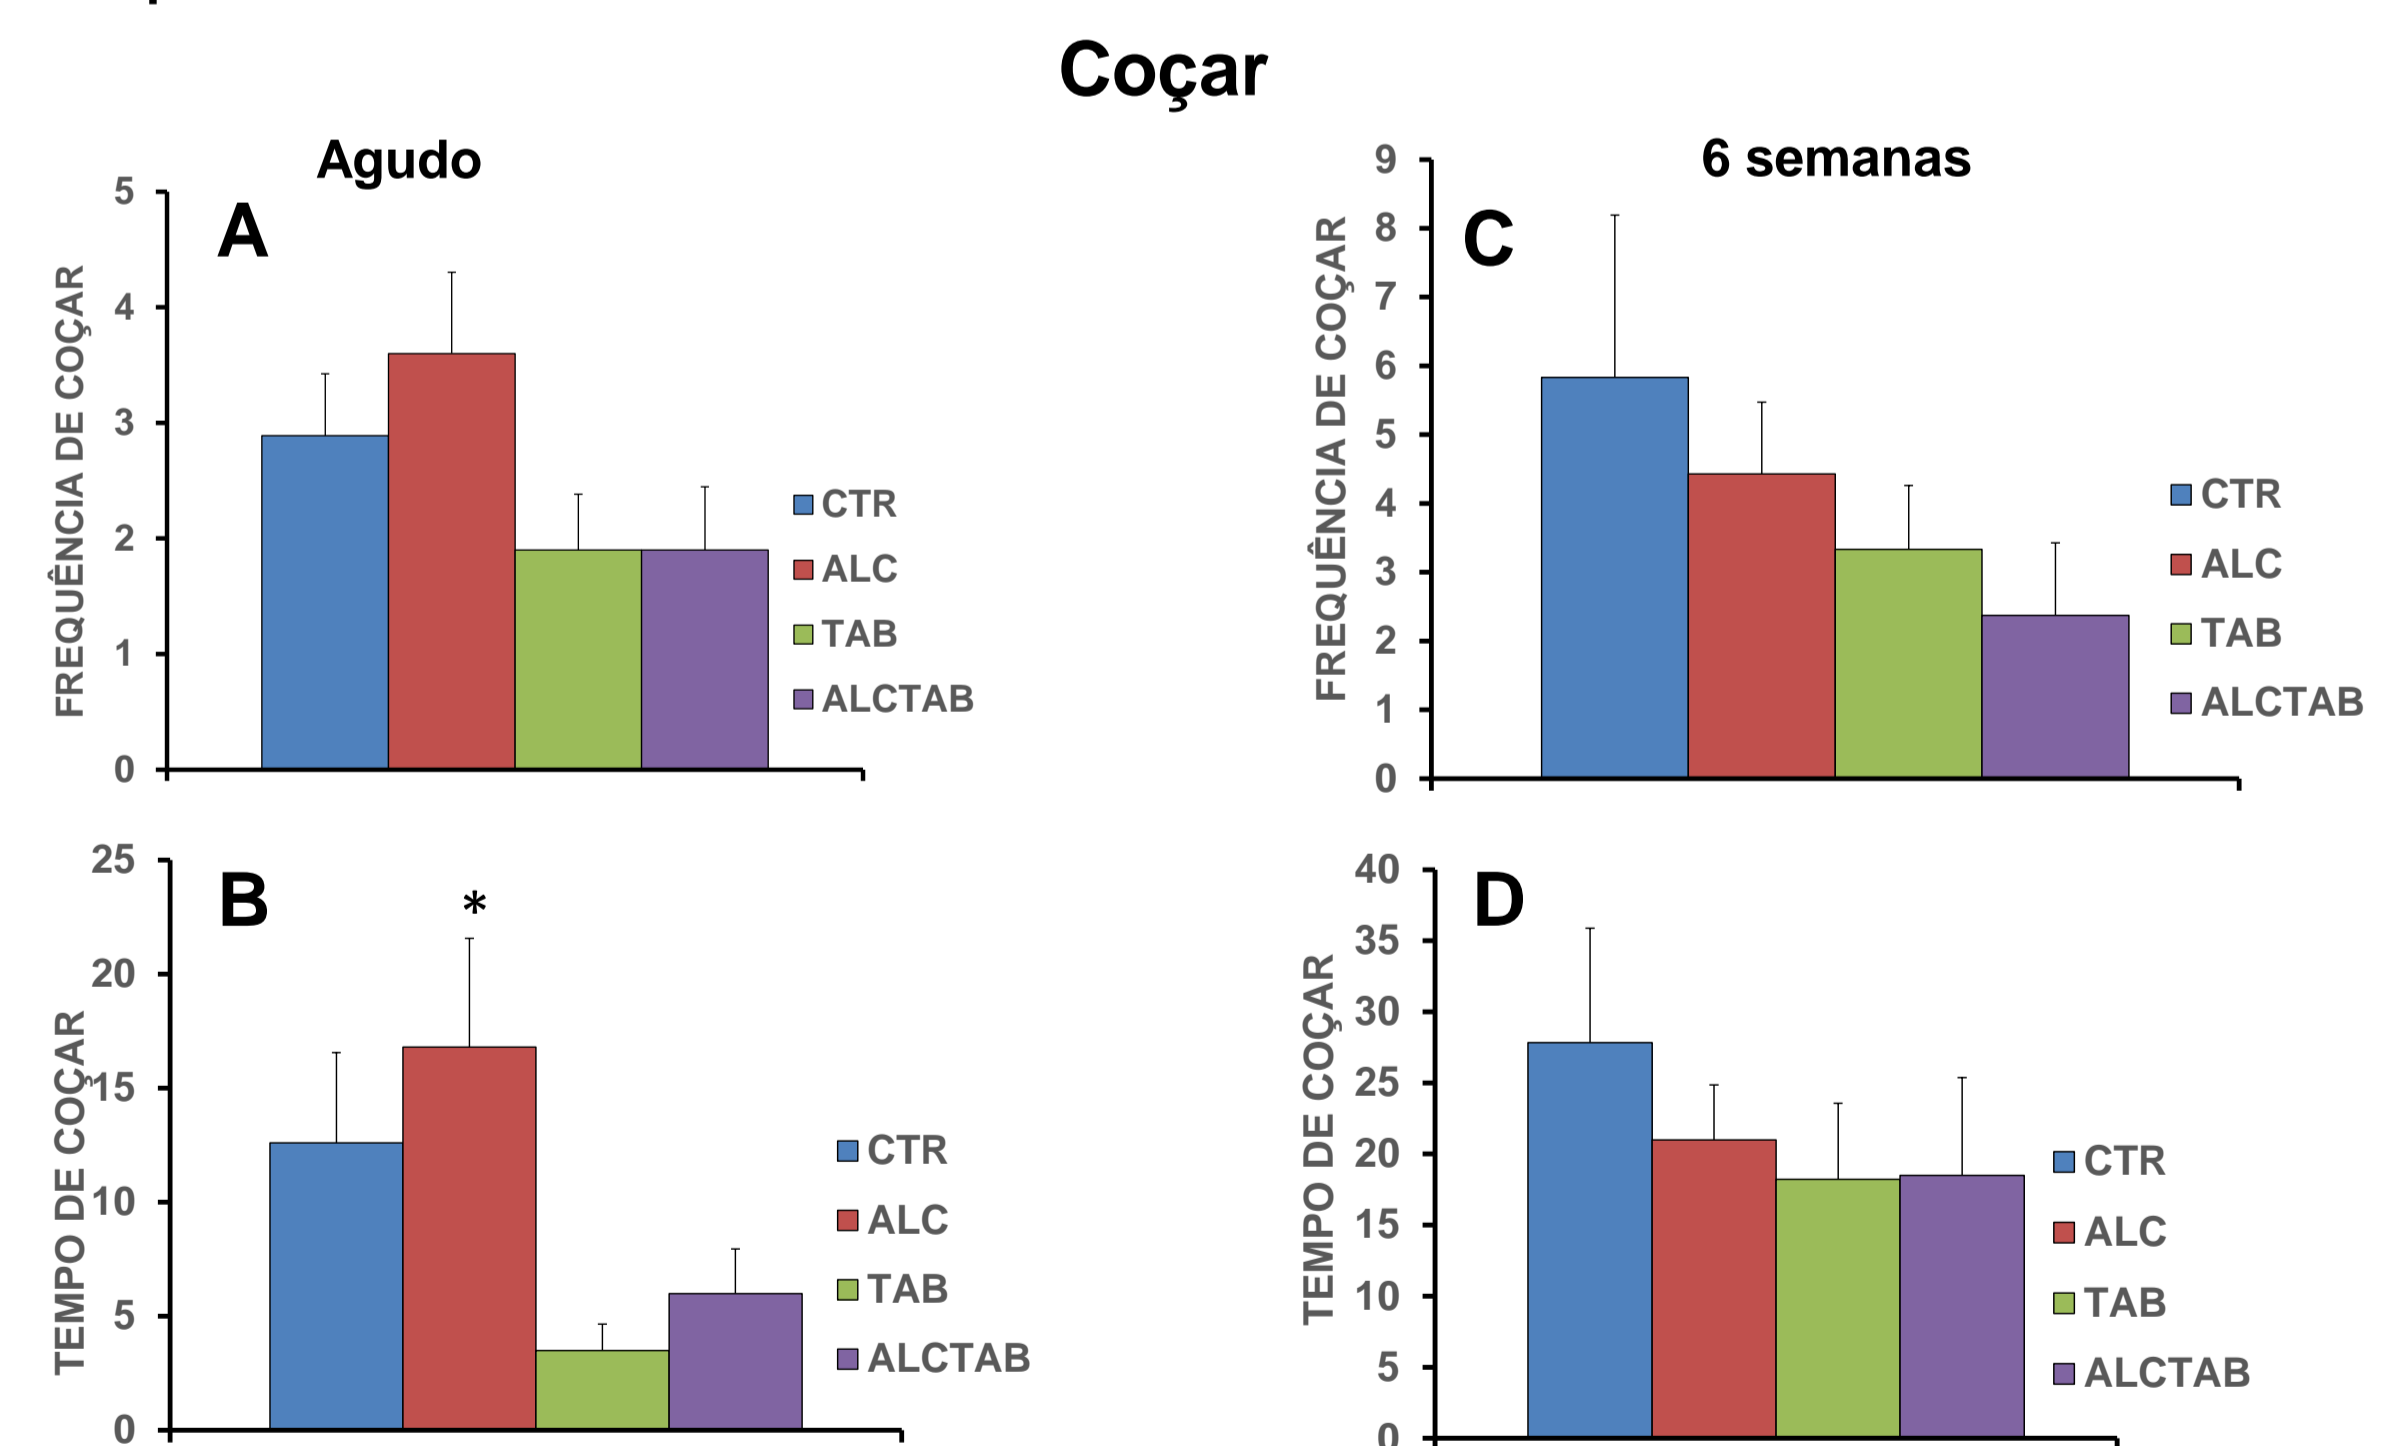 Coçar
Agudo
A
FREQUÊNCIA DE COÇAR
5
4
3
2
1
0
CTR
ALC
TAB
ALCTAB
6 semanas
C
FREQUÊNCIA DE COÇAR
9
8
7
6
5
4
3
2
1
0
CTR
ALC
TAB
ALCTAB
B
*
TEMPO DE COÇAR
25
20
15
10
5
0
CTR
ALC
TAB
ALCTAB
D
TEMPO DE COÇAR
40
35
30
25
20
15
10
5
0
CTR
ALC
TAB
ALCTAB